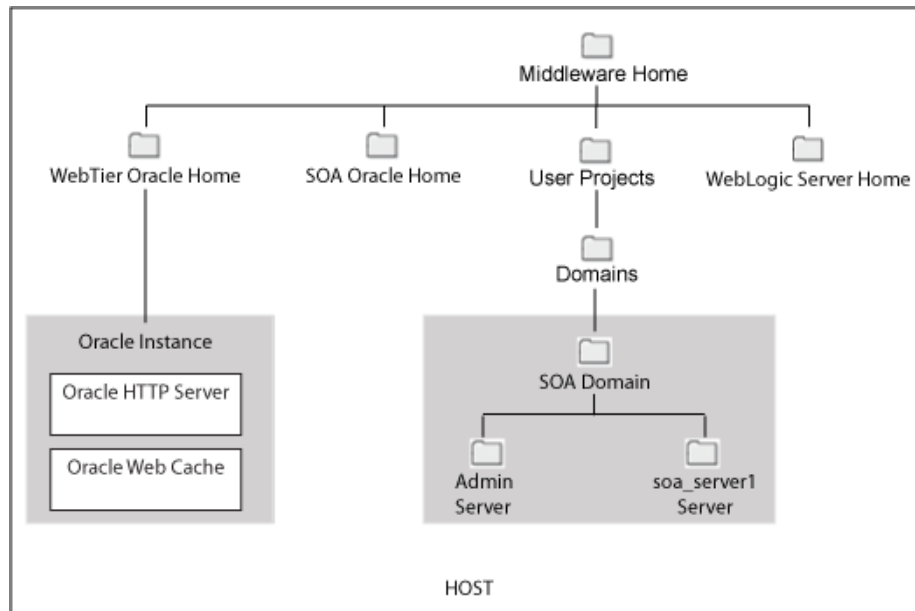 Middleware Home
WebTier Oracle Home
SOA Oracle Home
User Projects
WebLogic Server Home
Domains
Oracle Instance
Oracle HTTP Server
Oracle Web Cache
SOA Domain
Admin
Server
soa_server1
Server
HOST